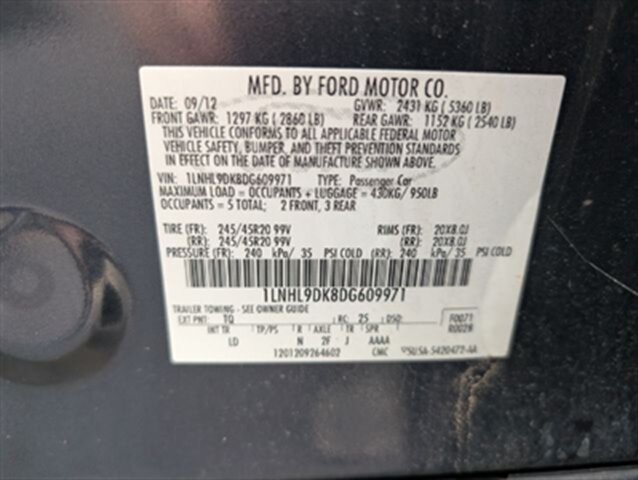 MFD. BY FORD MOTOR CO.
DATE: 09/12 GVWR: 2431 KG ( 5360 LB)
FRONT GAWR: 1297 KG ( 2860 LB) REAR GAWR: 1152 KG ( 2540 LB)
THIS VEHICLE CONFORMS TO ALL APPLICABLE FEDERAL MOTOR
VEHICLE SAFETY, BUMPER, AND THEFT PREVENTION STANDARDS
IN EFFECT ON THE DATE OF MANUFACTURE SHOWN ABOVE.
VIN: 1LNHL9DK8DG609971 TYPE: Passenger Car
MAXIMUM LOAD = OCCUPANTS + LUGGAGE = 430KG/ 950LB
OCCUPANTS = 5 TOTAL; 2 FRONT, 3 REAR
TIRE (FR): 245/45R20 99V RIMS (FR): 20X8.0J
(RR): 245/45R20 99V (RR): 20X8.0J
PRESSURE (FR): 240 kPa/ 35 PSI COLD (RR): 240 kPa/ 35 PSI COLD
1LNHL9DK8DG609971
TRAILER TOWING - SEE OWNER GUIDE
EXT PNT: TQ RC: 25 DSO: F0071
INT TR TP/PS R AXLE TR SPR R0028
LD N 2F J AAAA
1201209264602 CMC 5U5A-5420472-AA